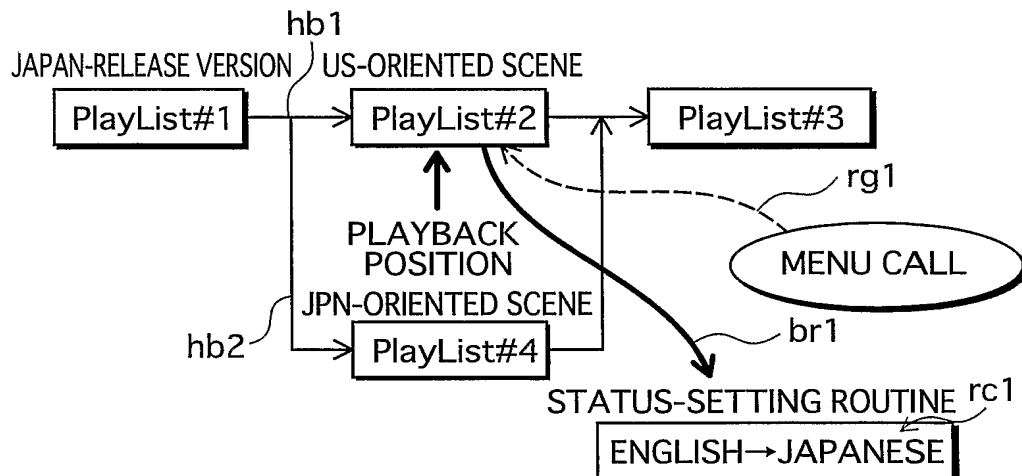 hb1
JAPAN-RELEASE VERSION
US-ORIENTED SCENE
PlayList#1
PlayList#2
PlayList#3
rg1
PLAYBACK
POSITION
MENU CALL
JPN-ORIENTED SCENE
hb2
PlayList#4
br1
STATUS-SETTING ROUTINE
rc1
ENGLISH→JAPANESE